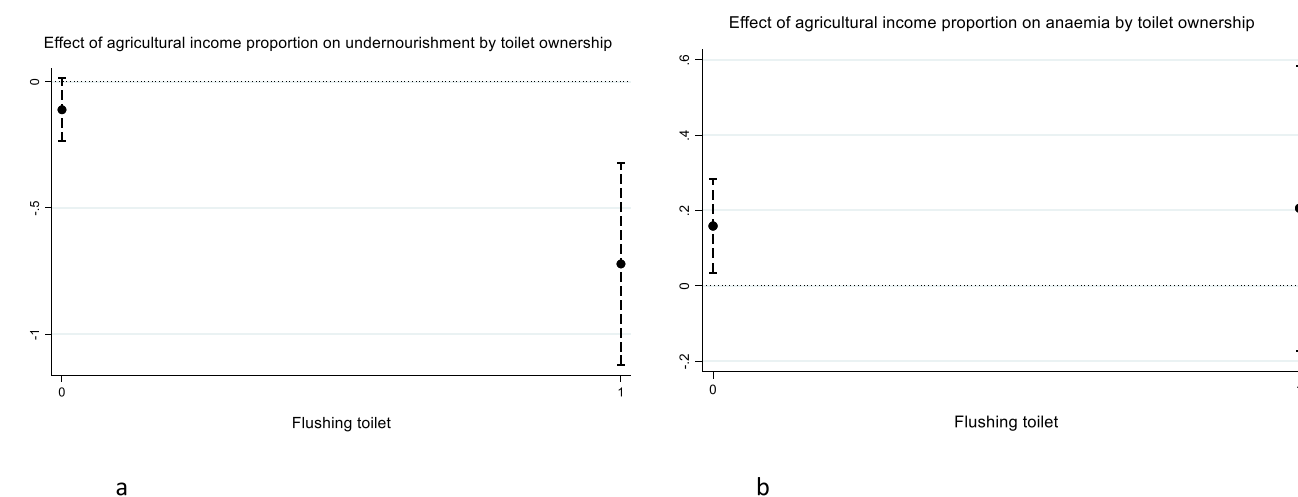 Effect of agricultural income proportion on undernourishment by toilet ownership
0
-.5
-1
0
1
Flushing toilet
a
Effect of agricultural income proportion on anaemia by toilet ownership
.6
.4
.2
0
-.2
0
Flushing toilet
b